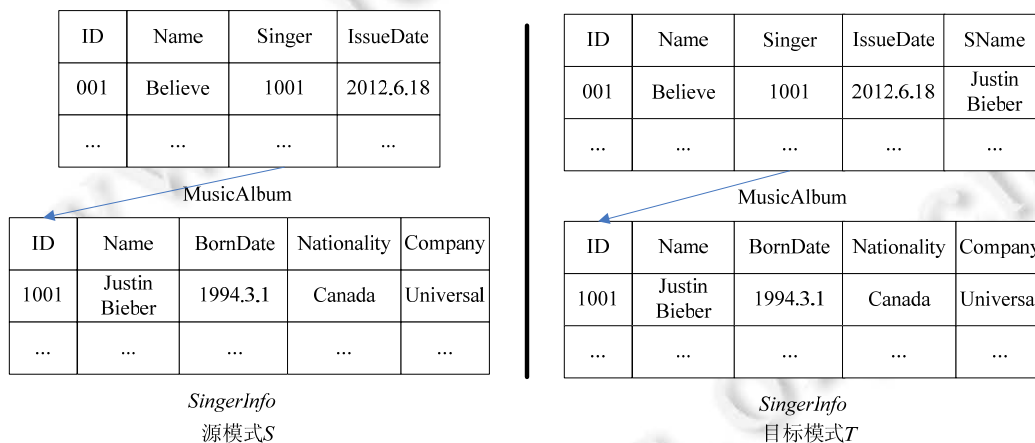 ID Name Singer IssueDate
001 Believe 1001 2012.6.18
... ... ... ...
MusicAlbum
ID Name BornDate Nationality Company
1001 Justin Bieber 1994.3.1 Canada Universal
... ... ... ... ...
SingerInfo
源模式S
ID Name Singer IssueDate SName
001 Believe 1001 2012.6.18 Justin Bieber
... ... ... ... ...
MusicAlbum
ID Name BornDate Nationality Company
1001 Justin Bieber 1994.3.1 Canada Universa
... ... ... ... ...
SingerInfo
目标模式T